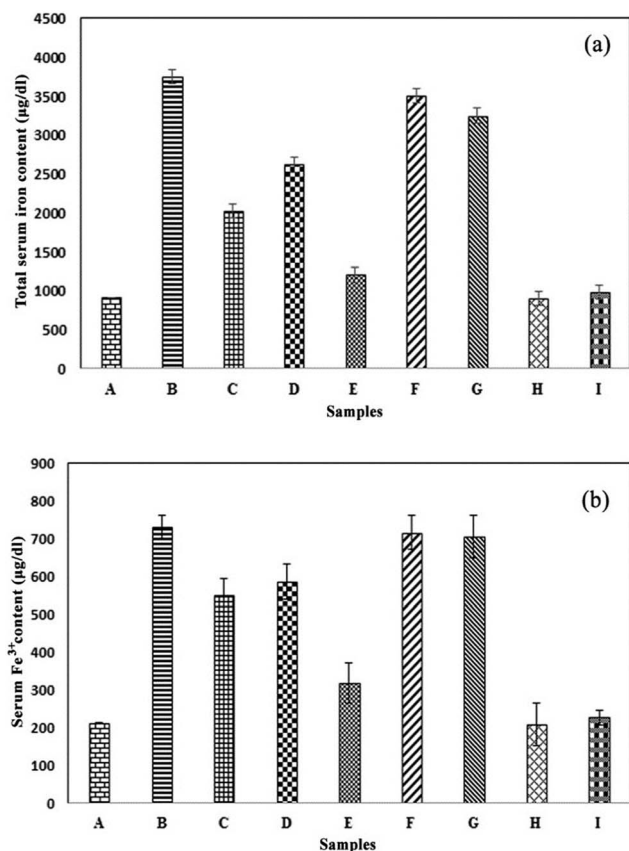 (a)
Total serum iron content (µg/dl)
4500
4000
3500
3000
2500
2000
1500
1000
500
0
A B C D E F G H I
Samples
(b)
Serum Fe³⁺content (µg/dl)
900
800
700
600
500
400
300
200
100
0
A B C D E F G H I
Samples